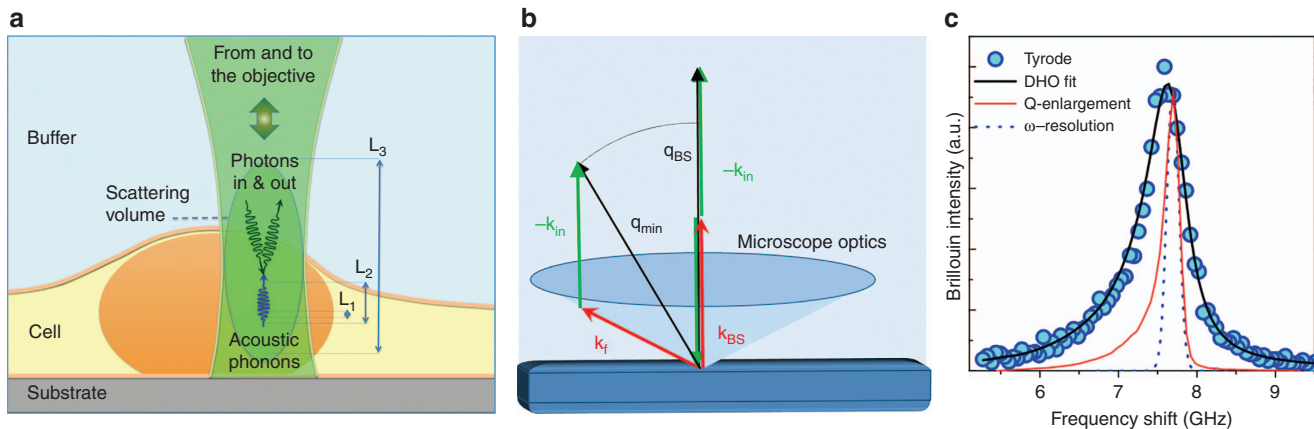 a
From and to
the objective
Buffer
Photons
in & out
Scattering
volume
L3
L2
L1
Cell
Acoustic
phonons
Substrate
b
qBS
−kin
−kin
qmin
Microscope optics
kBS
kf
c
Tyrode
DHO fit
Q-enlargement
ω−resolution
Brillouin intensity (a.u.)
6 7 8 9
Frequency shift (GHz)